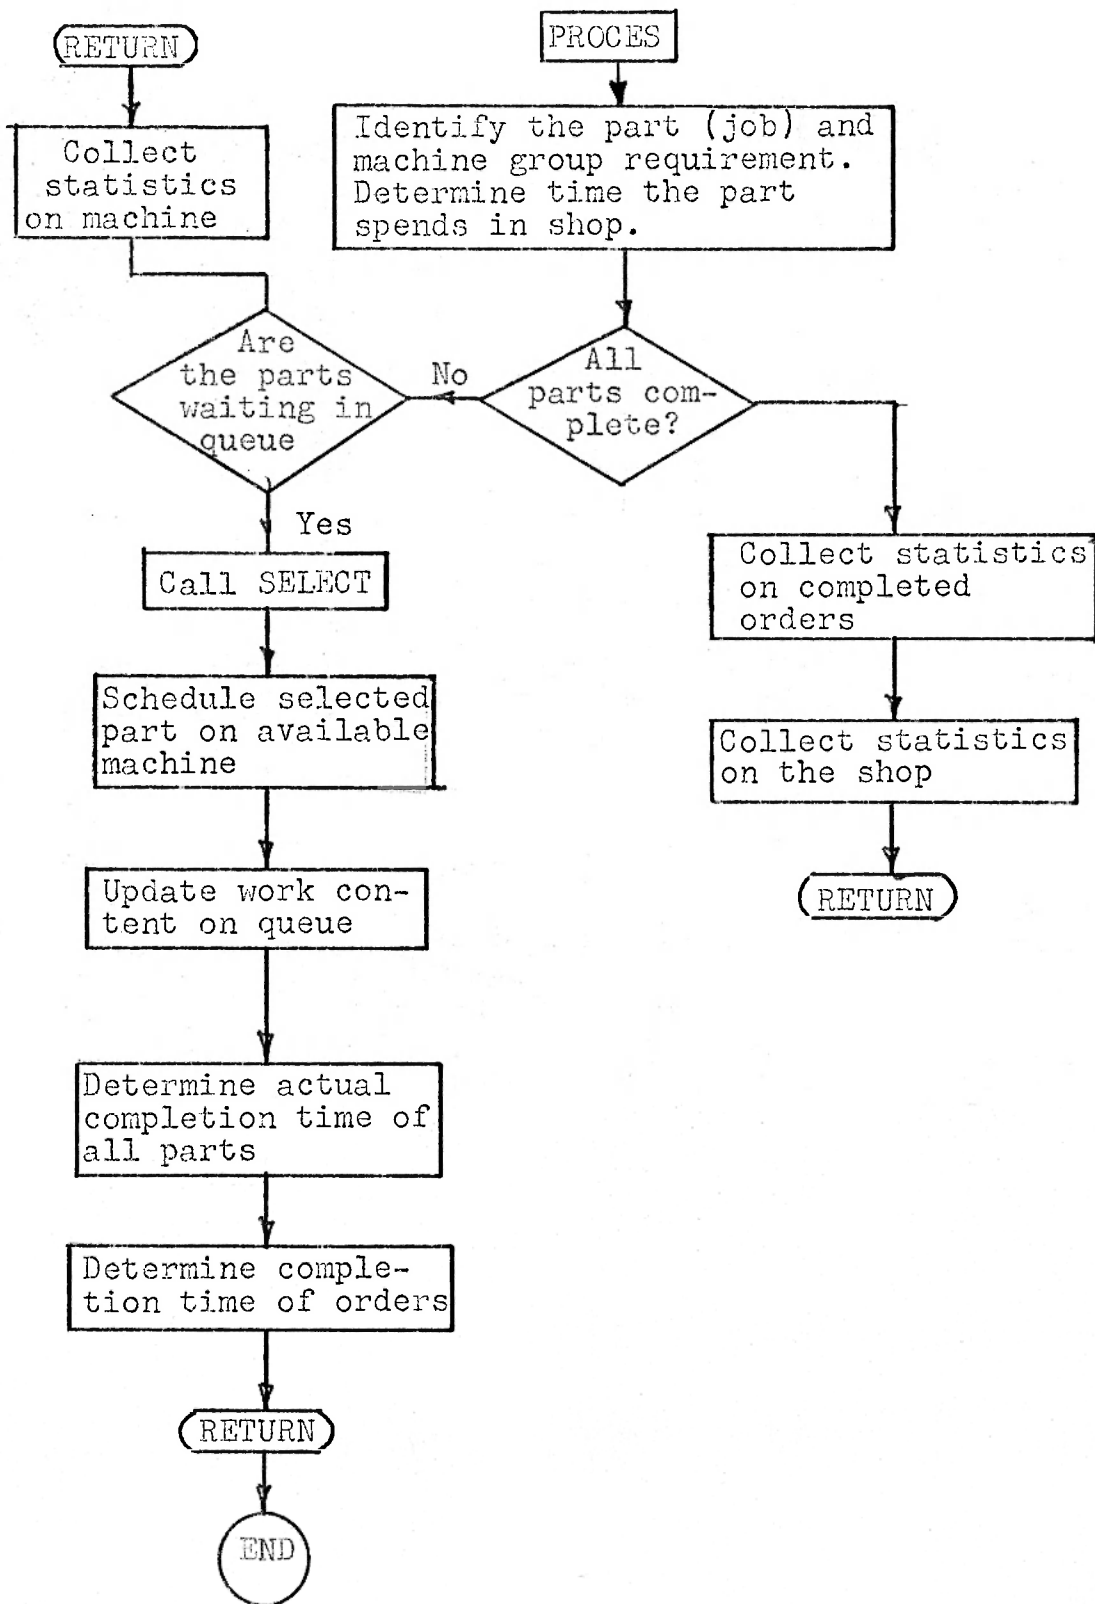 RETURN
Collect
statistics
on machine
PROCES
Identify the part (job) and
machine group requirement.
Determine time the part
spends in shop.
Are
the parts
waiting in
queue
No
All
parts com-
plete?
Yes
Call SELECT
Schedule selected
part on available
machine
Update work con-
tent on queue
Determine actual
completion time of
all parts
Determine comple-
tion time of orders
RETURN
END
Collect statistics
on completed
orders
Collect statistics
on the shop
RETURN